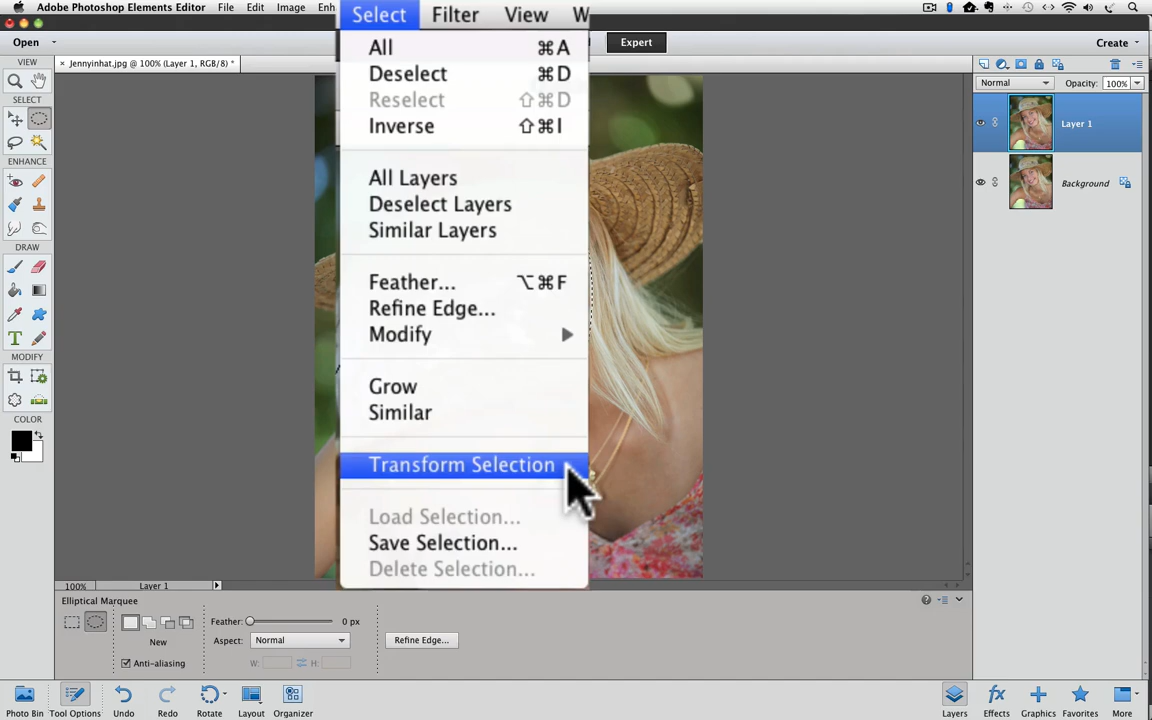 Adobe Photoshop Elements Editor File Edit Image Enh Select Filter View W
Open Expert Create
VIEW
× Jennyinhat.jpg @ 100% (Layer 1, RGB/8) *
SELECT
ENHANCE
DRAW
T
MODIFY
COLOR
All ⌘A
Deselect ⌘D
Reselect ⇧⌘D
Inverse ⇧⌘I
All Layers
Deselect Layers
Similar Layers
Feather... ⌥⌘F
Refine Edge...
Modify
Grow
Similar
Transform Selection
Load Selection...
Save Selection...
Delete Selection...
Normal Opacity: 100%
Layer 1
Background
100% Layer 1
Elliptical Marquee
New
Anti-aliasing
Feather: 0 px
Aspect: Normal
W: H:
Refine Edge...
Photo Bin Tool Options Undo Redo Rotate Layout Organizer
fx
Layers Effects Graphics Favorites More